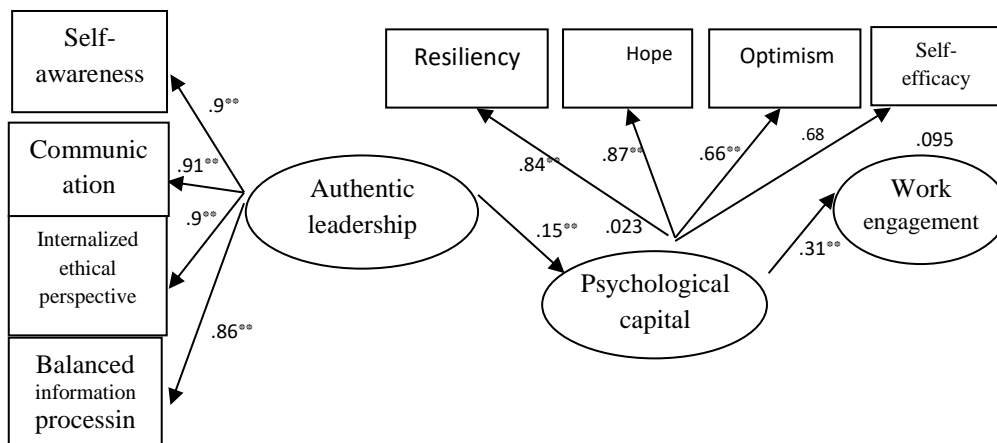 Self-
awareness
Resiliency
Hope
Optimism
Self-
efficacy
.9**
.84**
.87**
.66**
.68
.095
Communic
ation
.91**
.9**
Authentic
leadership
Work
engagement
Internalized
ethical
perspective
.15**
.023
.31**
Psychological
capital
.86**
Balanced
information
processin